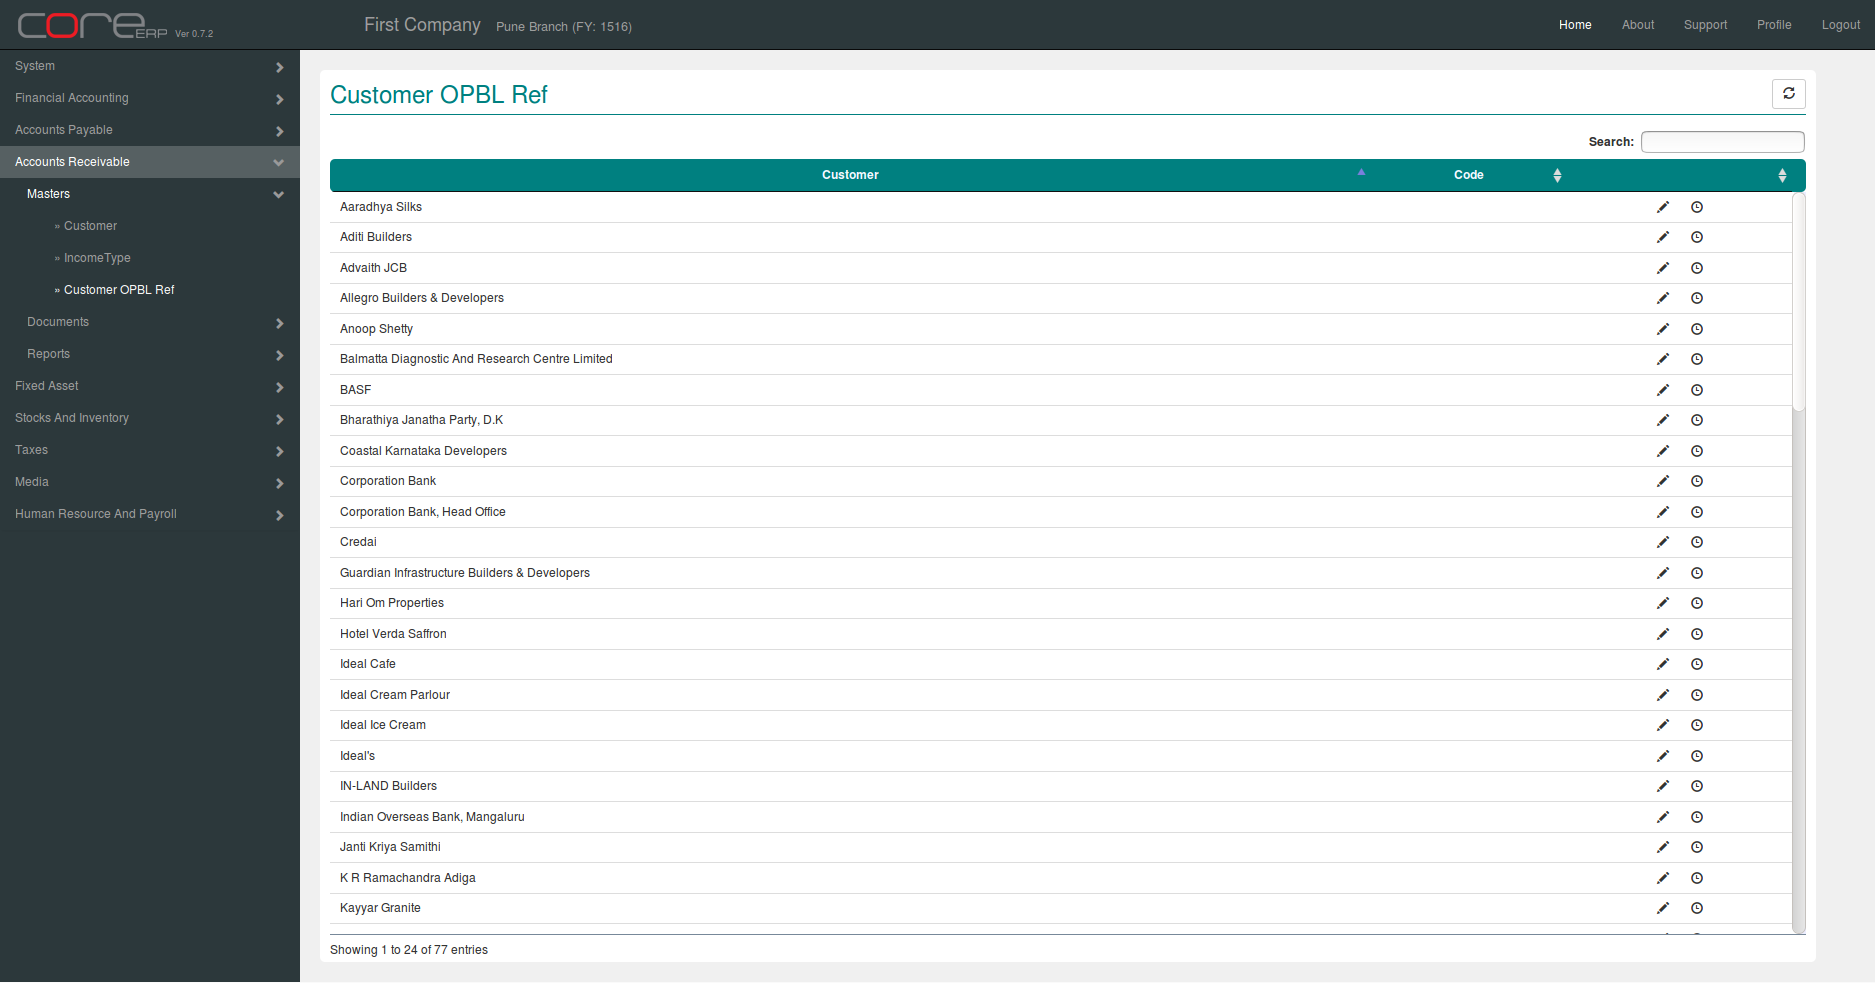 core ERP Ver 0.7.2
First Company Pune Branch (FY: 1516)
Home About Support Profile Logout
System
Financial Accounting
Accounts Payable
Accounts Receivable
Masters
» Customer
» IncomeType
» Customer OPBL Ref
Documents
Reports
Fixed Asset
Stocks And Inventory
Taxes
Media
Human Resource And Payroll
Customer OPBL Ref
Search:
Customer Code
Aaradhya Silks
Aditi Builders
Advaith JCB
Allegro Builders & Developers
Anoop Shetty
Balmatta Diagnostic And Research Centre Limited
BASF
Bharathiya Janatha Party, D.K
Coastal Karnataka Developers
Corporation Bank
Corporation Bank, Head Office
Credai
Guardian Infrastructure Builders & Developers
Hari Om Properties
Hotel Verda Saffron
Ideal Cafe
Ideal Cream Parlour
Ideal Ice Cream
Ideal's
IN-LAND Builders
Indian Overseas Bank, Mangaluru
Janti Kriya Samithi
K R Ramachandra Adiga
Kayyar Granite
Showing 1 to 24 of 77 entries